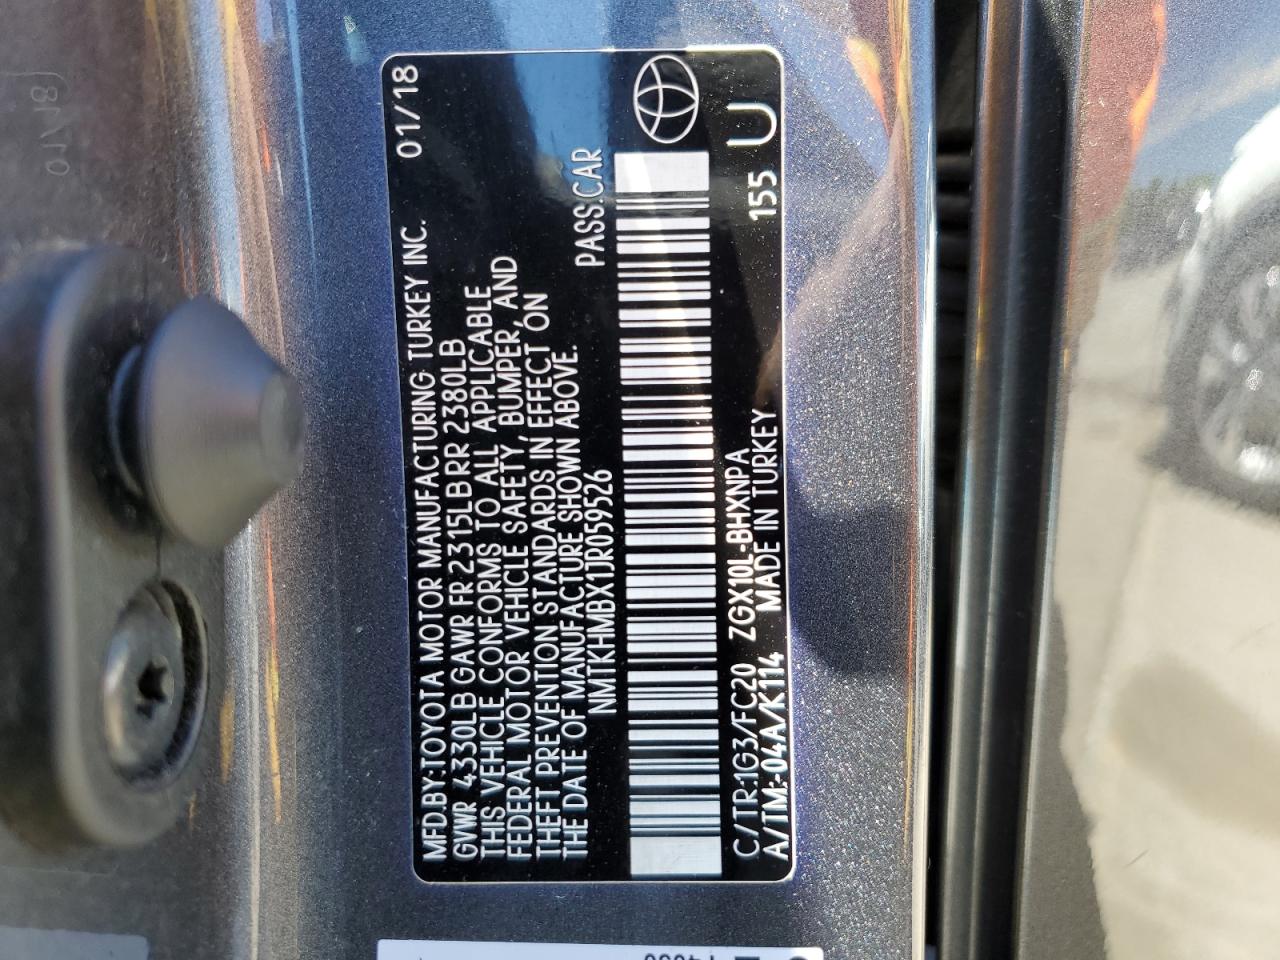 MFD.BY:TOYOTA MOTOR MANUFACTURING TURKEY INC. 01/18
GVWR 4330LB GAWR FR 2315LB RR 2380LB
THIS VEHICLE CONFORMS TO ALL APPLICABLE
FEDERAL MOTOR VEHICLE SAFETY, BUMPER, AND
THEFT PREVENTION STANDARDS IN EFFECT ON
THE DATE OF MANUFACTURE SHOWN ABOVE.
NMTKHMBX1JR059526 PASS.CAR
C/TR:1G3/FC20 ZGX10L-BHXNPA 155 U
A/TM:-04A/K114 MADE IN TURKEY